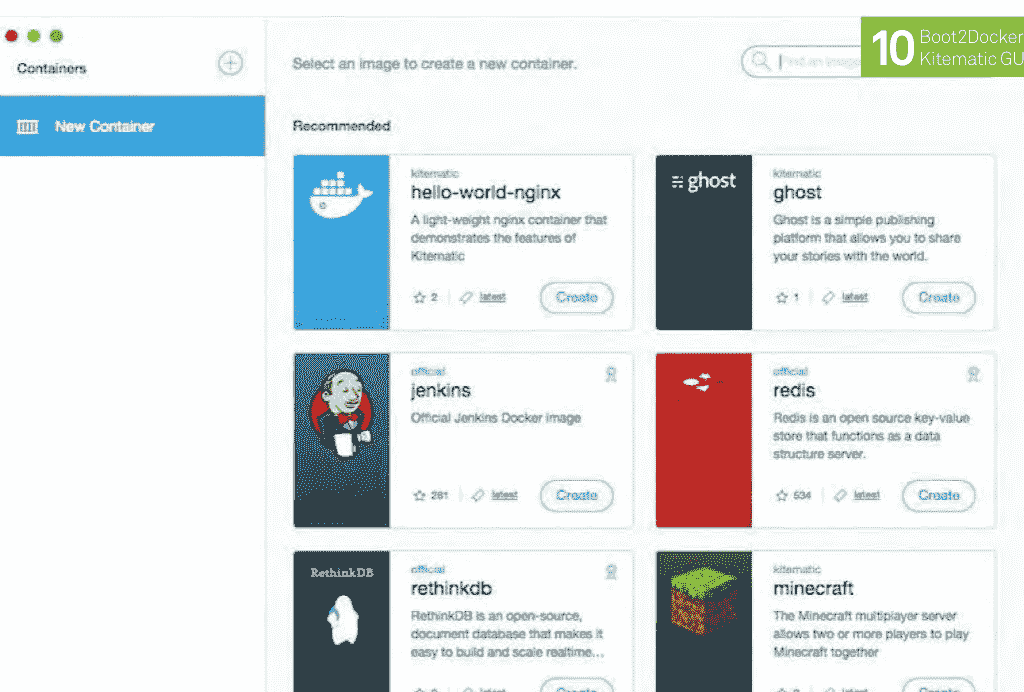 10 Boot2Docker
Kitematic GU
Containers
Select an image to create a new container.
Find an image
New Container
Recommended
kitematic
hello-world-nginx
A light-weight nginx container that
demonstrates the features of
Kitematic
2 latest Create
ghost
kitematic
ghost
Ghost is a simple publishing
platform that allows you to share
your stories with the world.
1 latest Create
official
jenkins
Official Jenkins Docker image
281 latest Create
official
redis
Redis is an open source key-value
store that functions as a data
structure server.
534 latest Create
RethinkDB
official
rethinkdb
RethinkDB is an open-source,
document database that makes it
easy to build and scale realtime...
kitematic
minecraft
The Minecraft multiplayer server
allows two or more players to play
Minecraft together